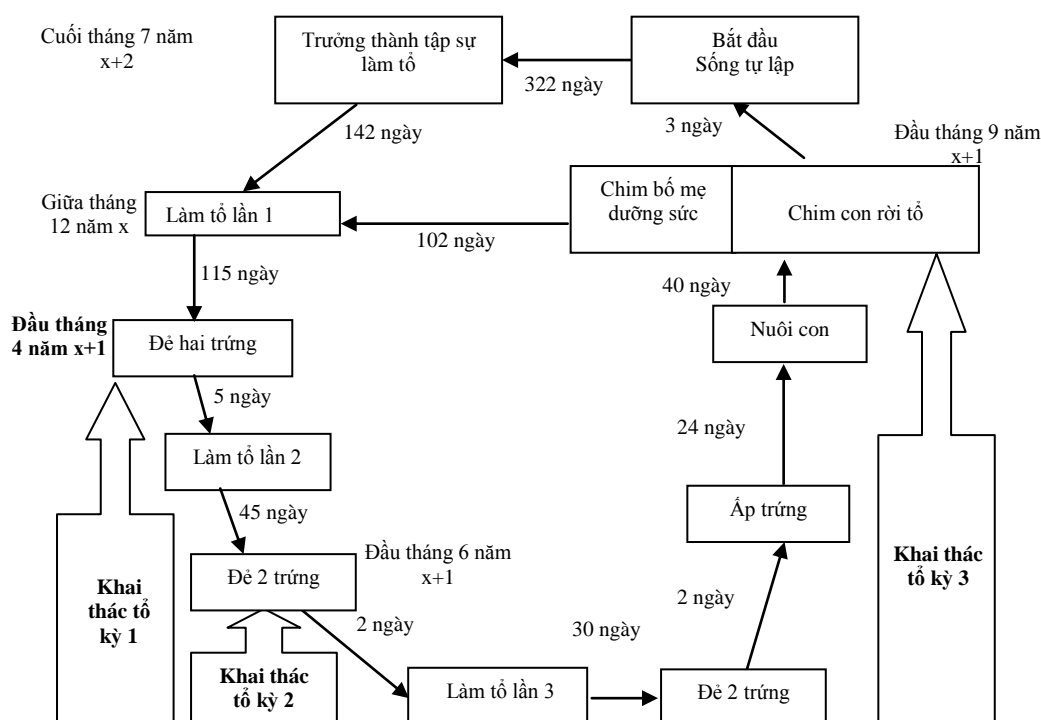 Cuối tháng 7 năm
x+2
Trưởng thành tập sự
làm tổ
Bắt đầu
Sống tự lập
322 ngày
142 ngày
3 ngày
Đầu tháng 9 năm
x+1
Giữa tháng
12 năm x
Làm tổ lần 1
Chim bố mẹ
dưỡng sức
Chim con rời tổ
102 ngày
115 ngày
40 ngày
Đầu tháng
4 năm x+1
Đẻ hai trứng
Nuôi con
5 ngày
24 ngày
Làm tổ lần 2
45 ngày
Ấp trứng
Đẻ 2 trứng
Đầu tháng 6 năm
x+1
Khai thác
tổ kỳ 3
Khai
thác tổ
kỳ 1
2 ngày
2 ngày
30 ngày
Khai thác
tổ kỳ 2
Làm tổ lần 3
Đẻ 2 trứng